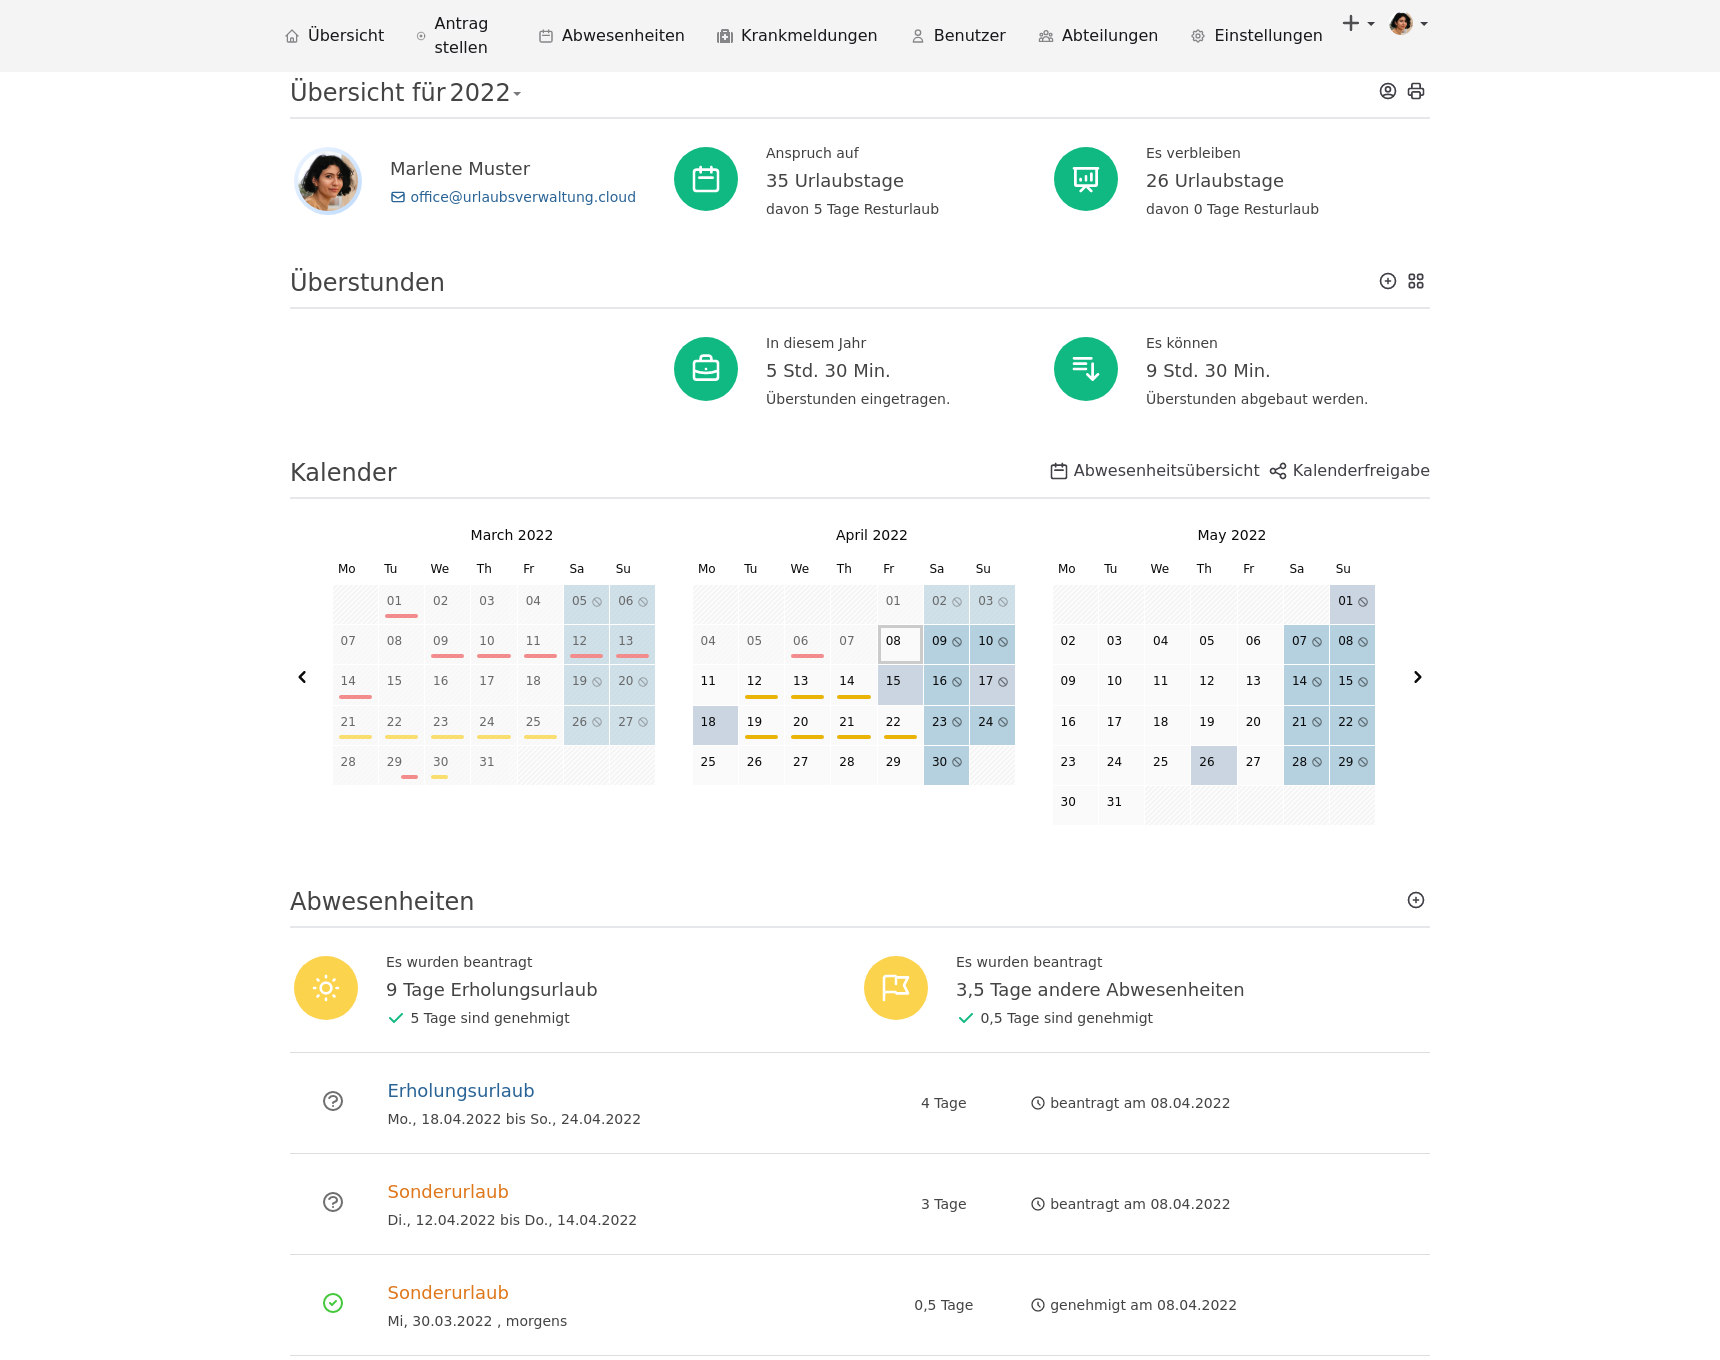 Übersicht
Antrag
stellen
Abwesenheiten
Krankmeldungen
Benutzer
Abteilungen
Einstellungen
Übersicht für 2022
Marlene Muster
office@urlaubsverwaltung.cloud
Anspruch auf
35 Urlaubstage
davon 5 Tage Resturlaub
Es verbleiben
26 Urlaubstage
davon 0 Tage Resturlaub
Überstunden
In diesem Jahr
5 Std. 30 Min.
Überstunden eingetragen.
Es können
9 Std. 30 Min.
Überstunden abgebaut werden.
Kalender
Abwesenheitsübersicht
Kalenderfreigabe
March 2022
Mo Tu We Th Fr Sa Su
01 02 03 04 05 06
07 08 09 10 11 12 13
14 15 16 17 18 19 20
21 22 23 24 25 26 27
28 29 30 31
April 2022
Mo Tu We Th Fr Sa Su
01 02 03
04 05 06 07 08 09 10
11 12 13 14 15 16 17
18 19 20 21 22 23 24
25 26 27 28 29 30
May 2022
Mo Tu We Th Fr Sa Su
01
02 03 04 05 06 07 08
09 10 11 12 13 14 15
16 17 18 19 20 21 22
23 24 25 26 27 28 29
30 31
Abwesenheiten
Es wurden beantragt
9 Tage Erholungsurlaub
5 Tage sind genehmigt
Es wurden beantragt
3,5 Tage andere Abwesenheiten
0,5 Tage sind genehmigt
Erholungsurlaub
Mo., 18.04.2022 bis So., 24.04.2022
4 Tage
beantragt am 08.04.2022
Sonderurlaub
Di., 12.04.2022 bis Do., 14.04.2022
3 Tage
beantragt am 08.04.2022
Sonderurlaub
Mi, 30.03.2022 , morgens
0,5 Tage
genehmigt am 08.04.2022